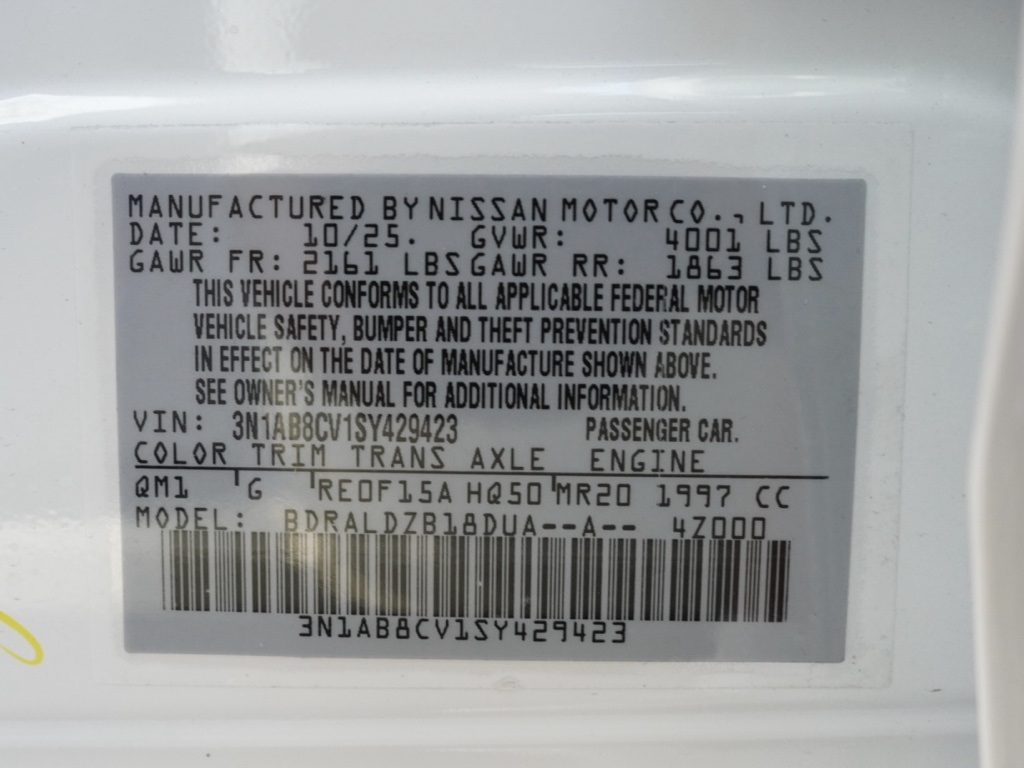 MANUFACTURED BY NISSAN MOTOR CO., LTD.
DATE: 10/25. GVWR: 4001 LBS
GAWR FR: 2161 LBS GAWR RR: 1863 LBS
THIS VEHICLE CONFORMS TO ALL APPLICABLE FEDERAL MOTOR
VEHICLE SAFETY, BUMPER AND THEFT PREVENTION STANDARDS
IN EFFECT ON THE DATE OF MANUFACTURE SHOWN ABOVE.
SEE OWNER'S MANUAL FOR ADDITIONAL INFORMATION.
VIN: 3N1AB8CV1SY429423 PASSENGER CAR.
COLOR TRIM TRANS AXLE ENGINE
QM1 G RE0F15A HQ50 MR20 1997 CC
MODEL: BDRALDZB18DUA--A-- 4Z000
3N1AB8CV1SY429423